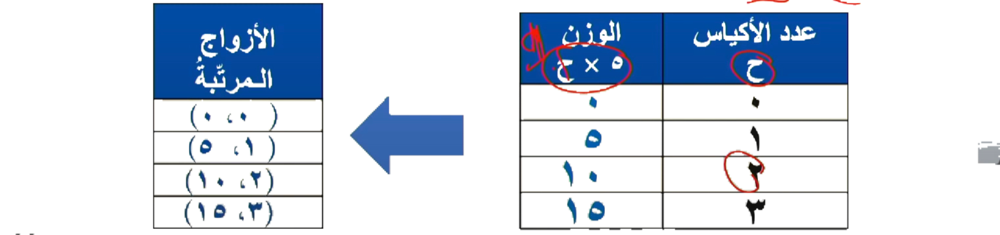 عدد الأكياس
ح
الوزن
٥ × ح
٠ ٠
١ ٥
٢ ١٠
٣ ١٥
الأزواج
المرتّبةُ
(٠ ، ٠)
(١ ، ٥)
(٢ ، ١٠)
(٣ ، ١٥)